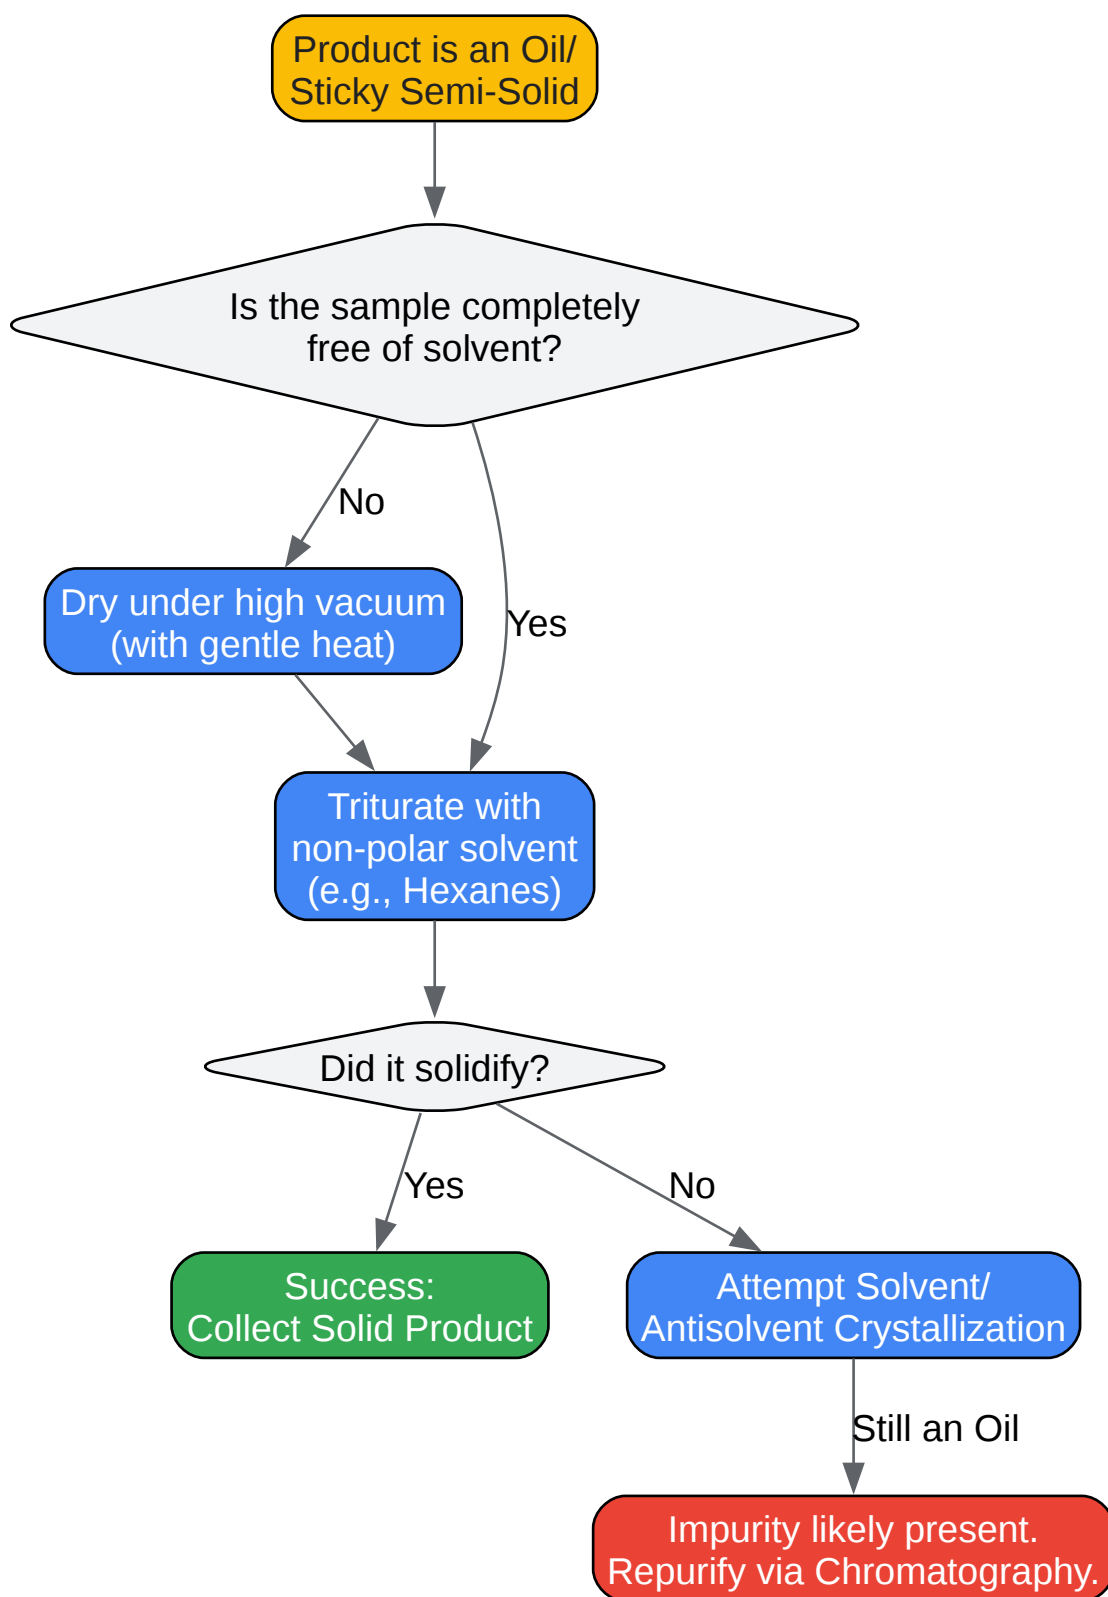 Product is an Oil/
Sticky Semi-Solid
Is the sample completely
free of solvent?
No
Yes
Dry under high vacuum
(with gentle heat)
Triturate with
non-polar solvent
(e.g., Hexanes)
Did it solidify?
Yes
No
Success:
Collect Solid Product
Attempt Solvent/
Antisolvent Crystallization
Still an Oil
Impurity likely present.
Repurify via Chromatography.